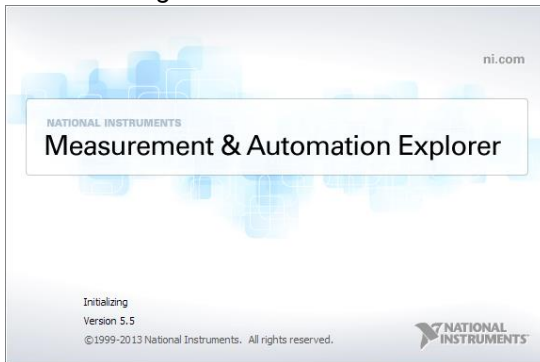 ni.com
NATIONAL INSTRUMENTS
Measurement & Automation Explorer
Initializing
Version 5.5
©1999-2013 National Instruments. All rights reserved.
NATIONAL
INSTRUMENTS